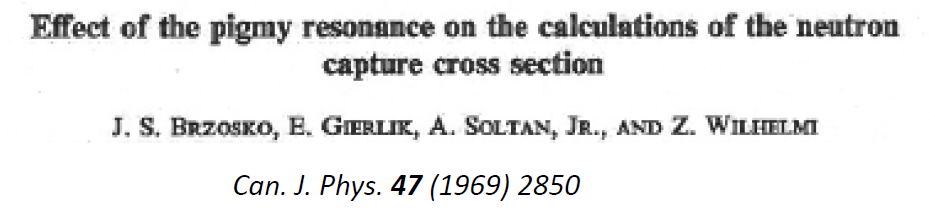 Effect of the pigmy resonance on the calculations of the neutron
capture cross section
J. S. BRZOSKO, E. GIERLIK, A. SOLTAN, JR., AND Z. WILHELMI
Can. J. Phys. 47 (1969) 2850